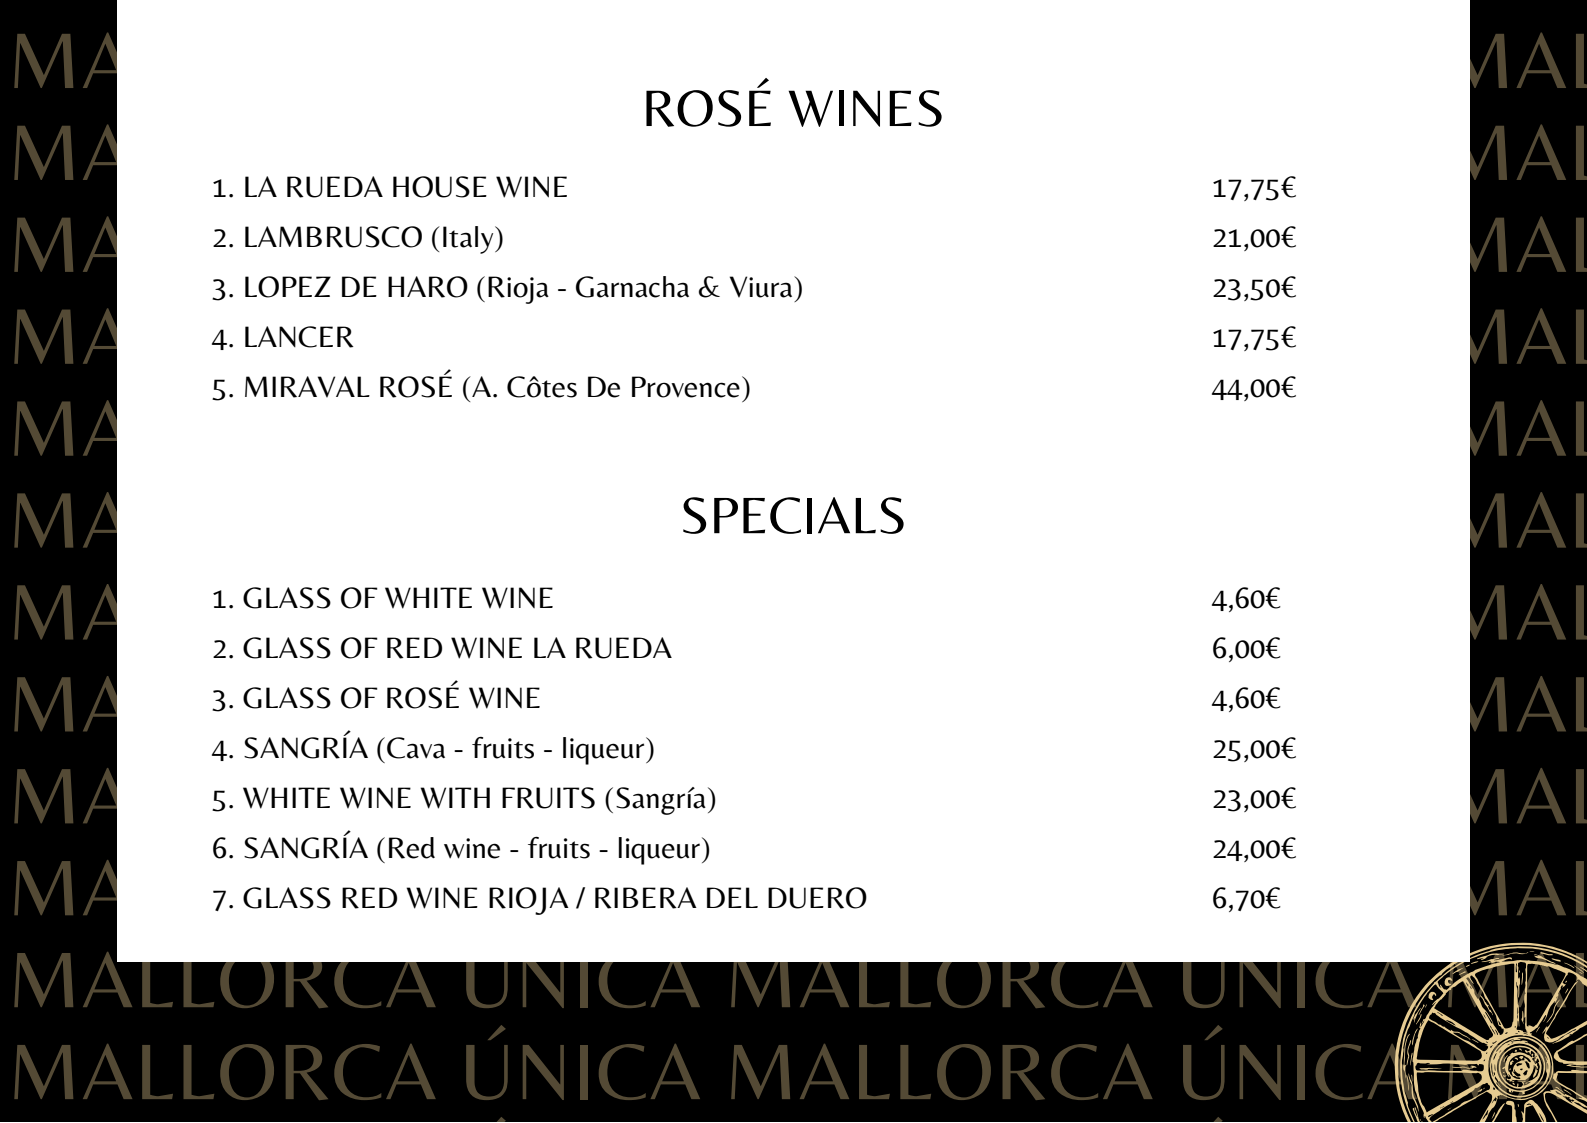 ROSÉ WINES
1. LA RUEDA HOUSE WINE 17,75€
2. LAMBRUSCO (Italy) 21,00€
3. LOPEZ DE HARO (Rioja - Garnacha & Viura) 23,50€
4. LANCER 17,75€
5. MIRAVAL ROSÉ (A. Côtes De Provence) 44,00€
SPECIALS
1. GLASS OF WHITE WINE 4,60€
2. GLASS OF RED WINE LA RUEDA 6,00€
3. GLASS OF ROSÉ WINE 4,60€
4. SANGRÍA (Cava - fruits - liqueur) 25,00€
5. WHITE WINE WITH FRUITS (Sangría) 23,00€
6. SANGRÍA (Red wine - fruits - liqueur) 24,00€
7. GLASS RED WINE RIOJA / RIBERA DEL DUERO 6,70€
MALLORCA ÚNICA MALLORCA ÚNICA MAL
MALLORCA ÚNICA MALLORCA ÚNICA